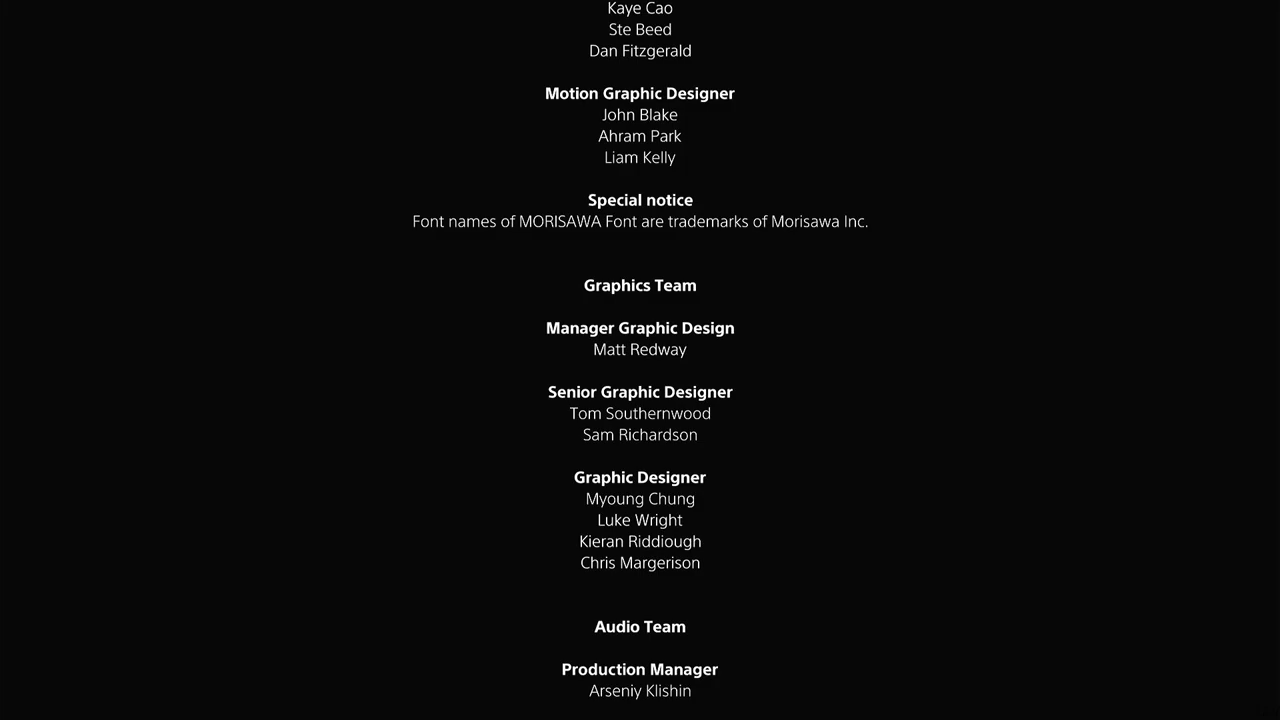 Kaye Cao
Ste Beed
Dan Fitzgerald
Motion Graphic Designer
John Blake
Ahram Park
Liam Kelly
Special notice
Font names of MORISAWA Font are trademarks of Morisawa Inc.
Graphics Team
Manager Graphic Design
Matt Redway
Senior Graphic Designer
Tom Southernwood
Sam Richardson
Graphic Designer
Myoung Chung
Luke Wright
Kieran Riddiough
Chris Margerison
Audio Team
Production Manager
Arseniy Klishin